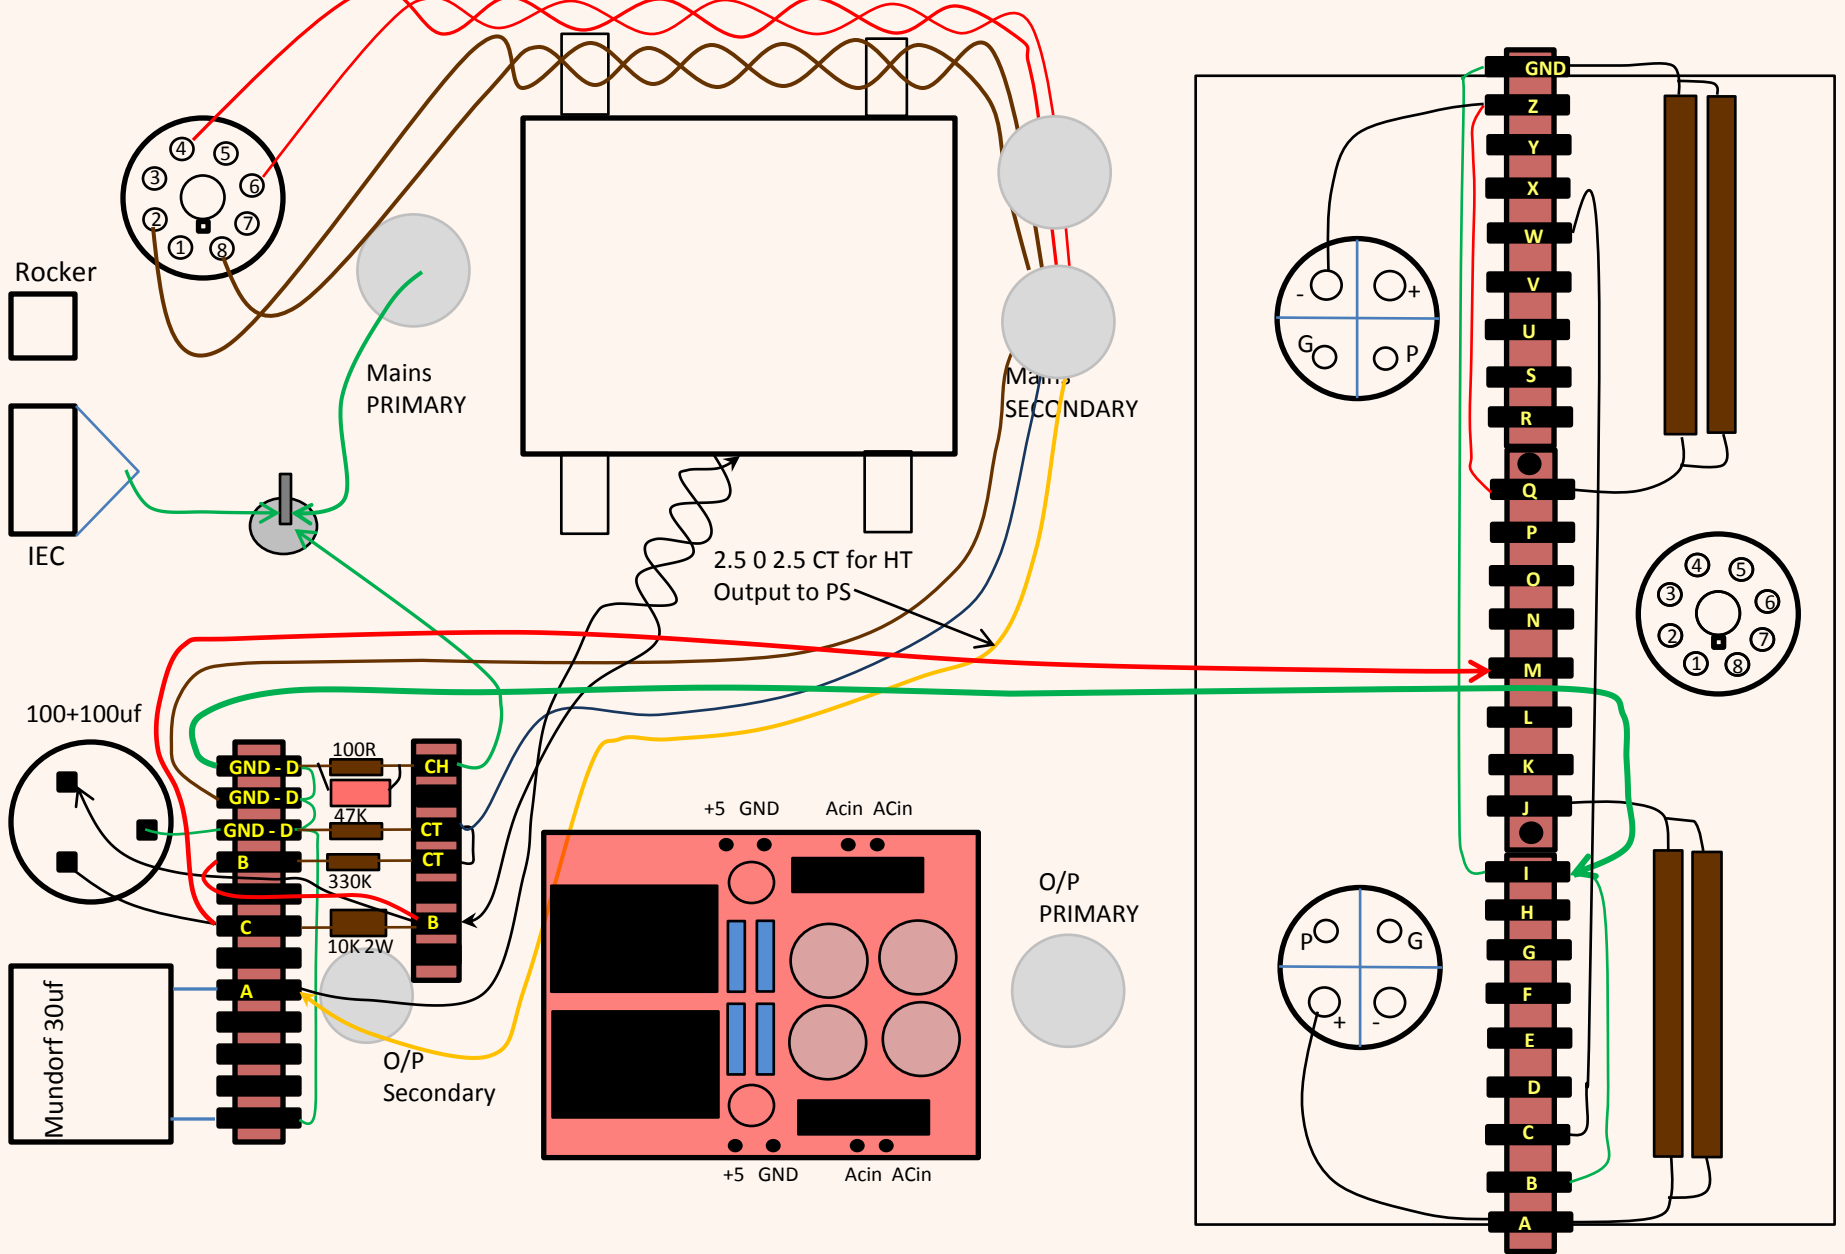 4
5
3
6
2
7
1
8
Rocker
IEC
Mains
PRIMARY
Mains
SECONDARY
2.5 0 2.5 CT for HT
Output to PS
100+100uf
GND - D
GND - D
GND - D
B
C
A
100R
47K
330K
10K 2W
CH
CT
CT
B
Mundorf 30uf
O/P
Secondary
+5 GND Acin ACin
+5 GND Acin ACin
O/P
PRIMARY
- +
G P
P G
+ -
GND
Z
Y
X
W
V
U
S
R
Q
P
O
N
M
L
K
J
I
H
G
F
E
D
C
B
A
4
5
3
6
2
7
1
8